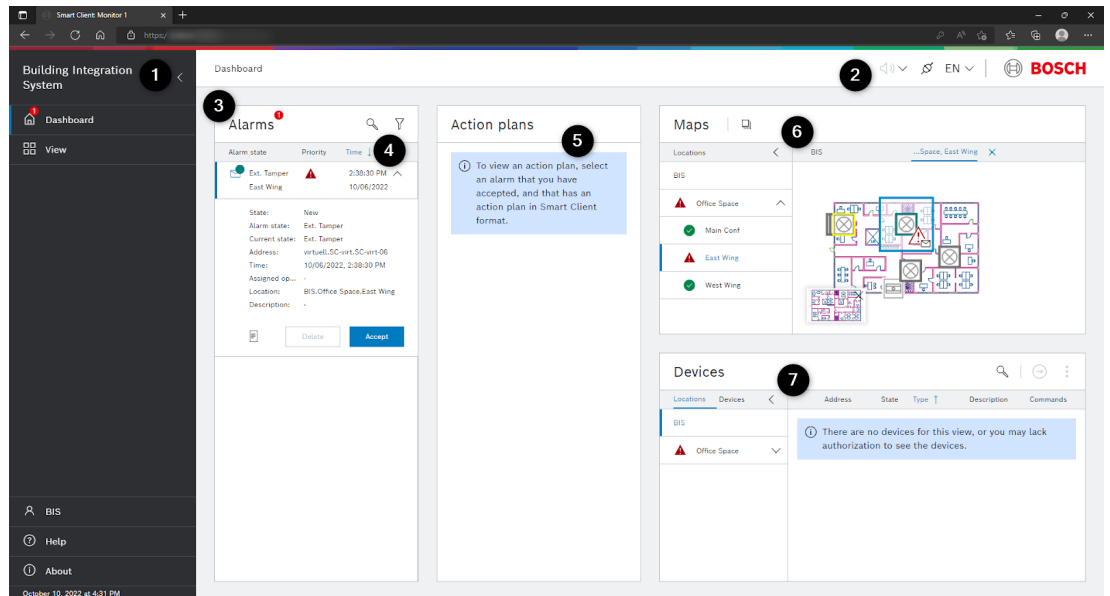 Smart Client: Monitor 1
https:/
Building Integration
System
1
Dashboard
2
EN
BOSCH
1
Dashboard
View
3
Alarms
1
Alarm state Priority Time
4
Ext. Tamper 2:38:30 PM
East Wing 10/06/2022
State: New
Alarm state: Ext. Tamper
Current state: Ext. Tamper
Address: virtuell.SC-virt.SC-virt-06
Time: 10/06/2022, 2:38:30 PM
Assigned op... -
Location: BIS.Office Space.East Wing
Description: -
Delete Accept
Action plans
5
To view an action plan, select
an alarm that you have
accepted, and that has an
action plan in Smart Client
format.
Maps
6
Locations
BIS ...Space, East Wing
BIS
Office Space
Main Conf
East Wing
West Wing
Devices
7
Locations Devices
Address State Type Description Commands
BIS
Office Space
There are no devices for this view, or you may lack
authorization to see the devices.
BIS
Help
About
October 10, 2022 at 4:31 PM